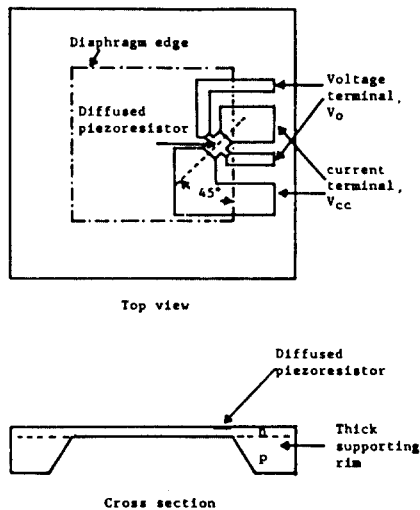 Diaphragm edge
Diffused
piezoresistor
45°
Voltage
terminal,
Vo
current
terminal,
Vcc
Top view
Diffused
piezoresistor
n
p
Thick
supporting
rim
Cross section